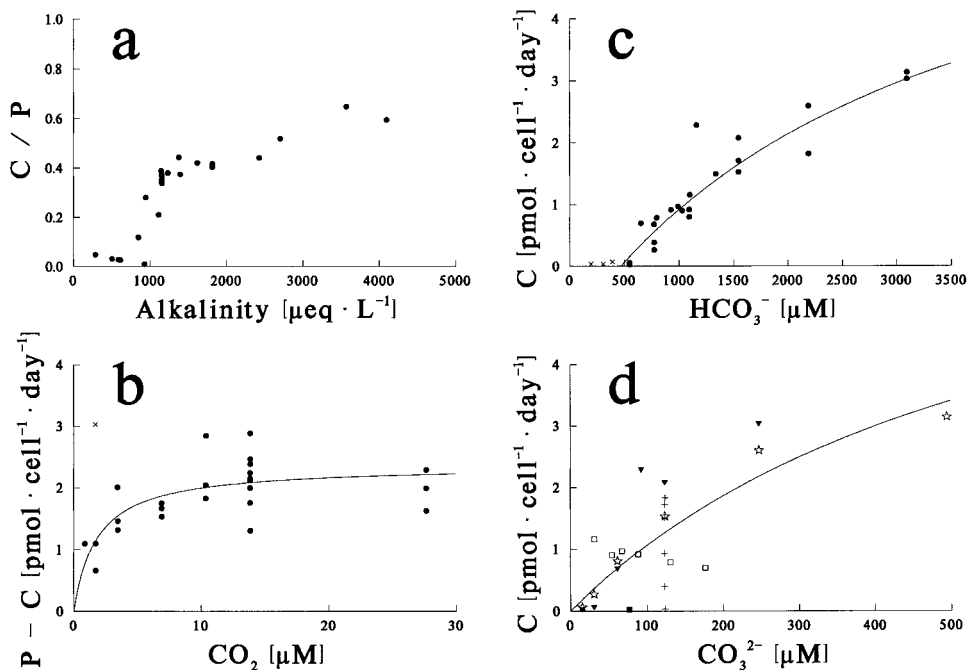 a
C / P
1.0
0.8
0.6
0.4
0.2
0.0
0 1000 2000 3000 4000 5000
Alkalinity [μeq · L⁻¹]
c
C [pmol · cell⁻¹ · day⁻¹]
4
3
2
1
0
0 500 1000 1500 2000 2500 3000 3500
HCO₃⁻ [μM]
b
P − C [pmol · cell⁻¹ · day⁻¹]
4
3
2
1
0
0 10 20 30
CO₂ [μM]
d
C [pmol · cell⁻¹ · day⁻¹]
4
3
2
1
0
0 100 200 300 400 500
CO₃²⁻ [μM]